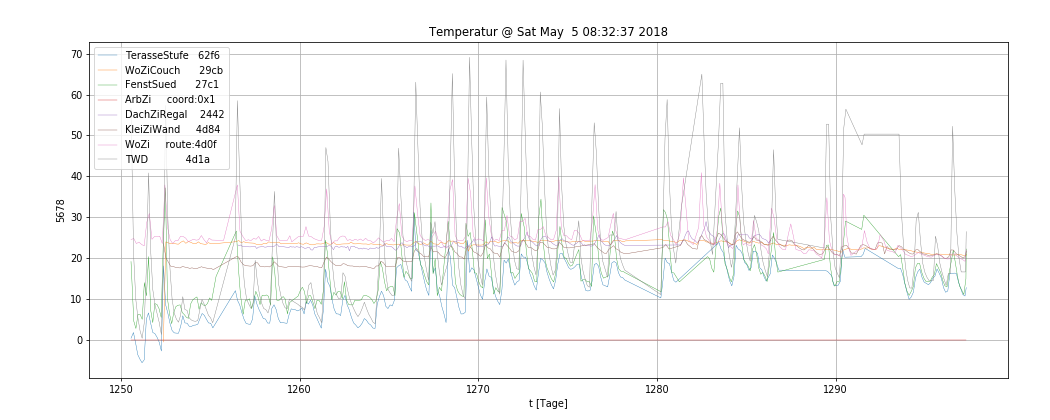 Temperatur @ Sat May  5 08:32:37 2018
70
60
50
40
30
20
10
0
5678
TerasseStufe 62f6
WoZiCouch 29cb
FenstSued 27c1
ArbZi coord:0x1
DachZiRegal 2442
KleiZiWand 4d84
WoZi route:4d0f
TWD 4d1a
1250 1260 1270 1280 1290
t [Tage]